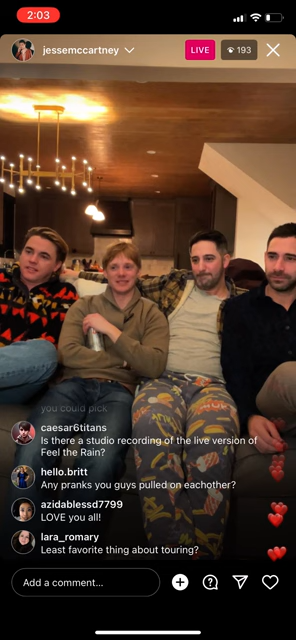 2:03
jessemccartney
LIVE
193
you could pick
caesar6titans
Is there a studio recording of the live version of
Feel the Rain?
hello.britt
Any pranks you guys pulled on eachother?
azidablessd7799
LOVE you all!
lara_romary
Least favorite thing about touring?
Add a comment...